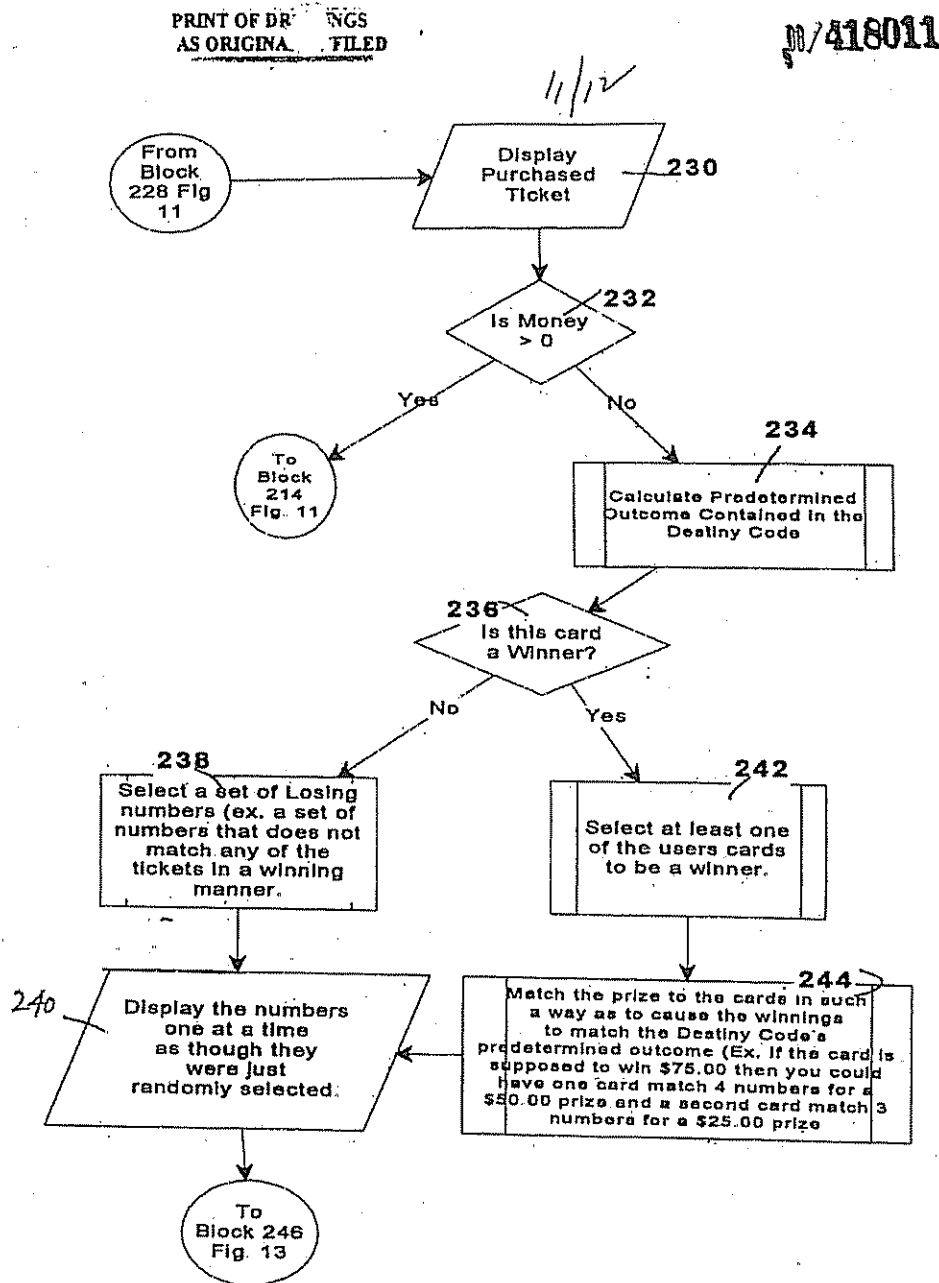 PRINT OF
AS FILED
418011
11/12
From
Block
228 Fig
11
Display
Purchased
Ticket
230
232
Is Money
> 0
Yes
No
234
To
Block
214
Fig. 11
Calculate Predetermined
Outcome Contained in the
Destiny Code
236
Is this card
a Winner?
No
Yes
238
Select a set of Losing
numbers (ex. a set of
numbers that does not
match any of the
tickets in a winning
manner.
242
Select at least one
of the users cards
to be a winner.
240
Display the numbers
one at a time
as though they
were just
randomly selected.
244
Match the prize to the cards in such
a way as to cause the winnings
to match the Destiny Code's
predetermined outcome (Ex. If the card is
supposed to win $75.00 then you could
have one card match 4 numbers for a
$50.00 prize and a second card match 3
numbers for a $25.00 prize
To
Block 246
Fig. 13